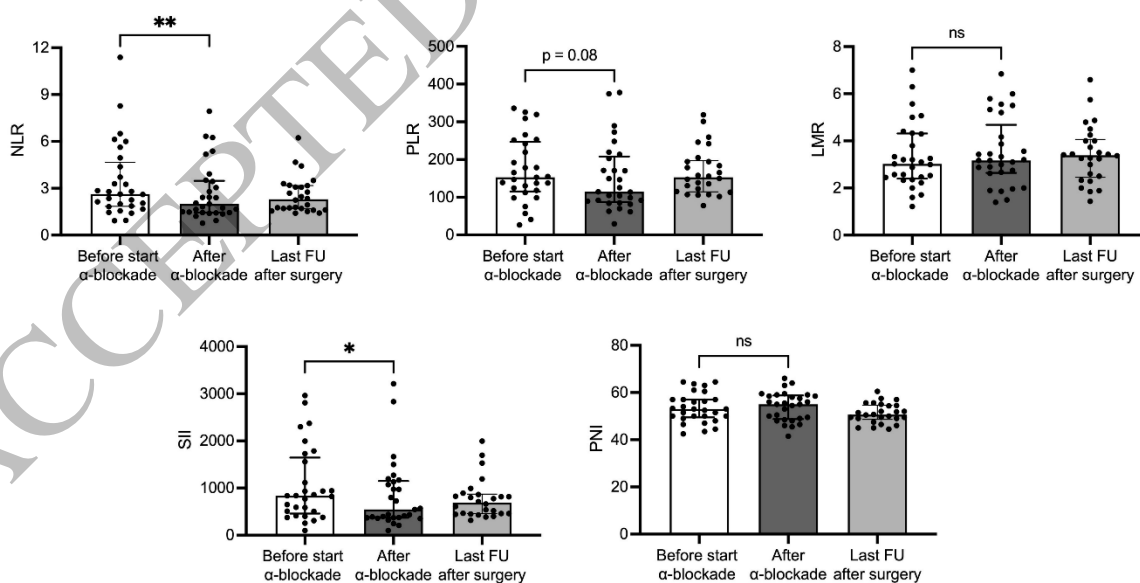 ACCEPTED
**
NLR
12
9
6
3
0
Before start
α-blockade
After
α-blockade
Last FU
after surgery
p = 0.08
PLR
500
400
300
200
100
0
Before start
α-blockade
After
α-blockade
Last FU
after surgery
ns
LMR
8
6
4
2
0
Before start
α-blockade
After
α-blockade
Last FU
after surgery
*
SII
4000
3000
2000
1000
0
Before start
α-blockade
After
α-blockade
Last FU
after surgery
ns
PNI
80
60
40
20
0
Before start
α-blockade
After
α-blockade
Last FU
after surgery